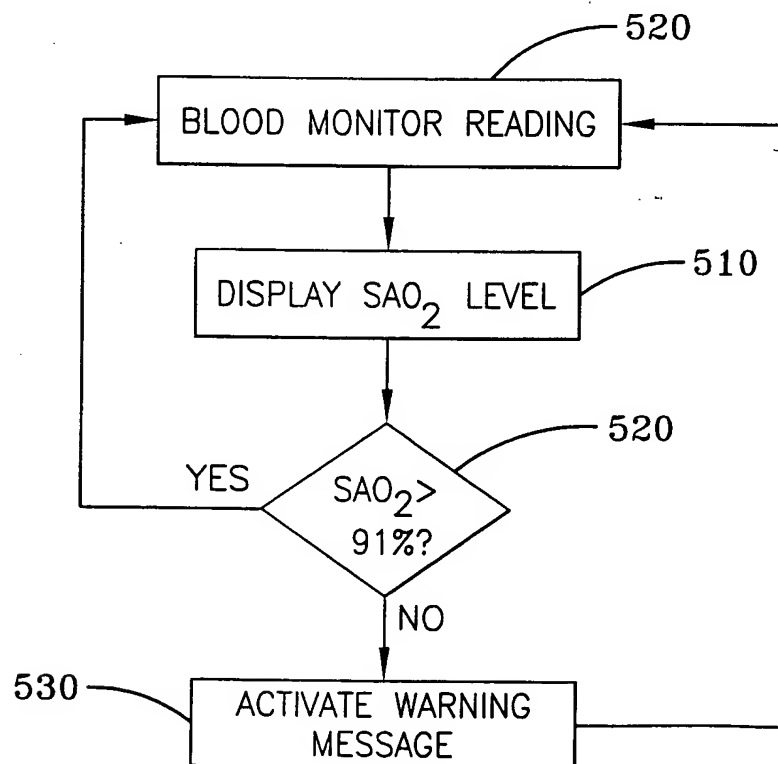 520
BLOOD MONITOR READING
510
DISPLAY SAO₂ LEVEL
520
YES
SAO₂>
91%?
NO
530
ACTIVATE WARNING
MESSAGE